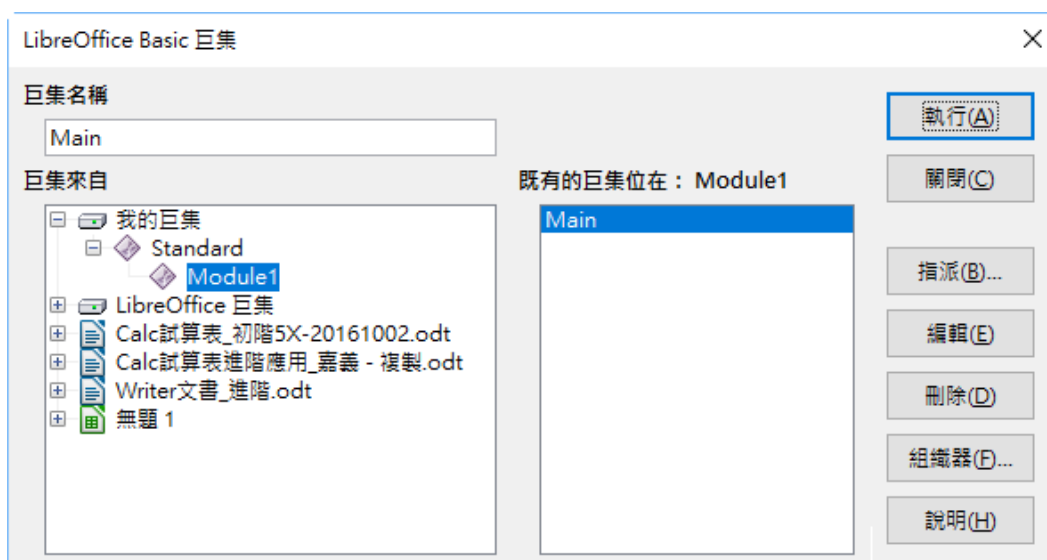 LibreOffice Basic 巨集
巨集名稱
Main
巨集來自
我的巨集
Standard
Module1
LibreOffice 巨集
Calc試算表_初階5X-20161002.odt
Calc試算表進階應用_嘉義 - 複製.odt
Writer文書_進階.odt
無題 1
既有的巨集位在： Module1
Main
執行(A)
關閉(C)
指派(B)...
編輯(E)
刪除(D)
組織器(F)...
說明(H)